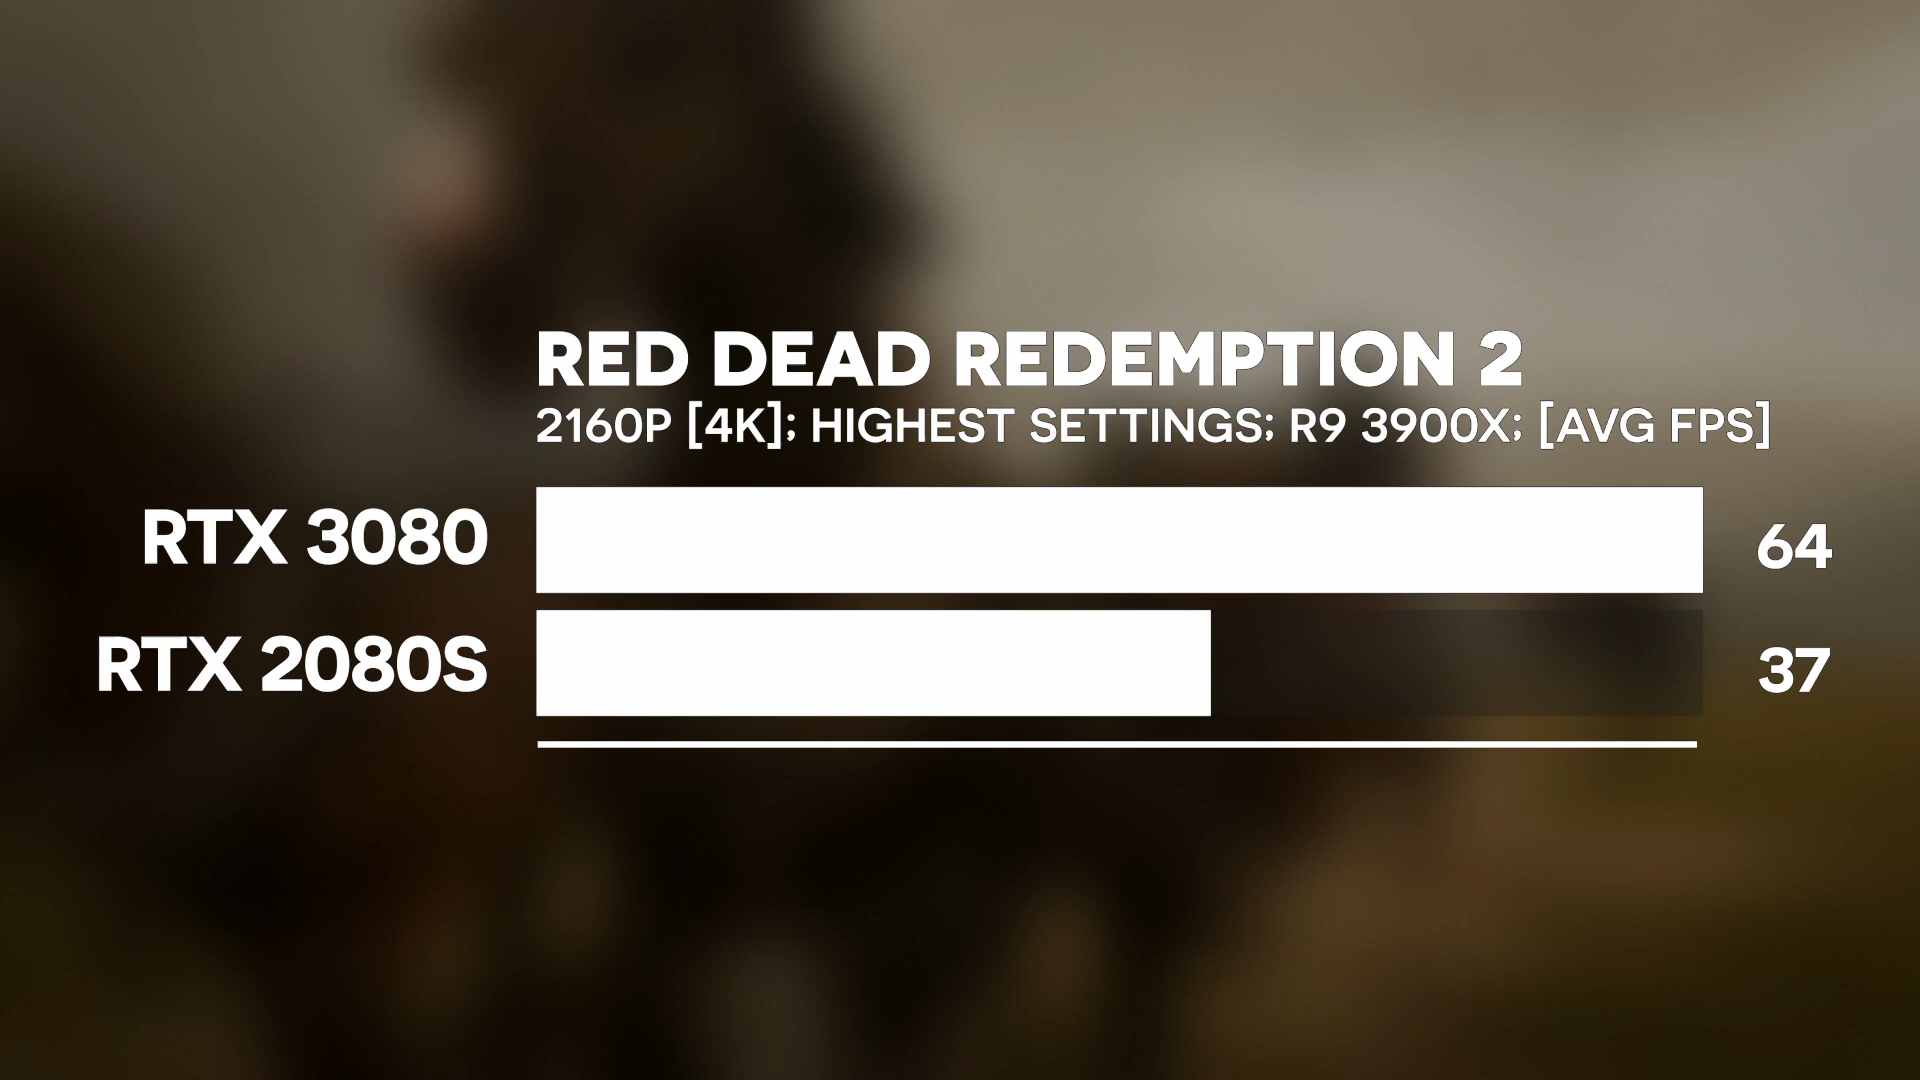 RED DEAD REDEMPTION 2
2160P [4K]; HIGHEST SETTINGS; R9 3900X; [AVG FPS]
RTX 3080 64
RTX 2080S 37